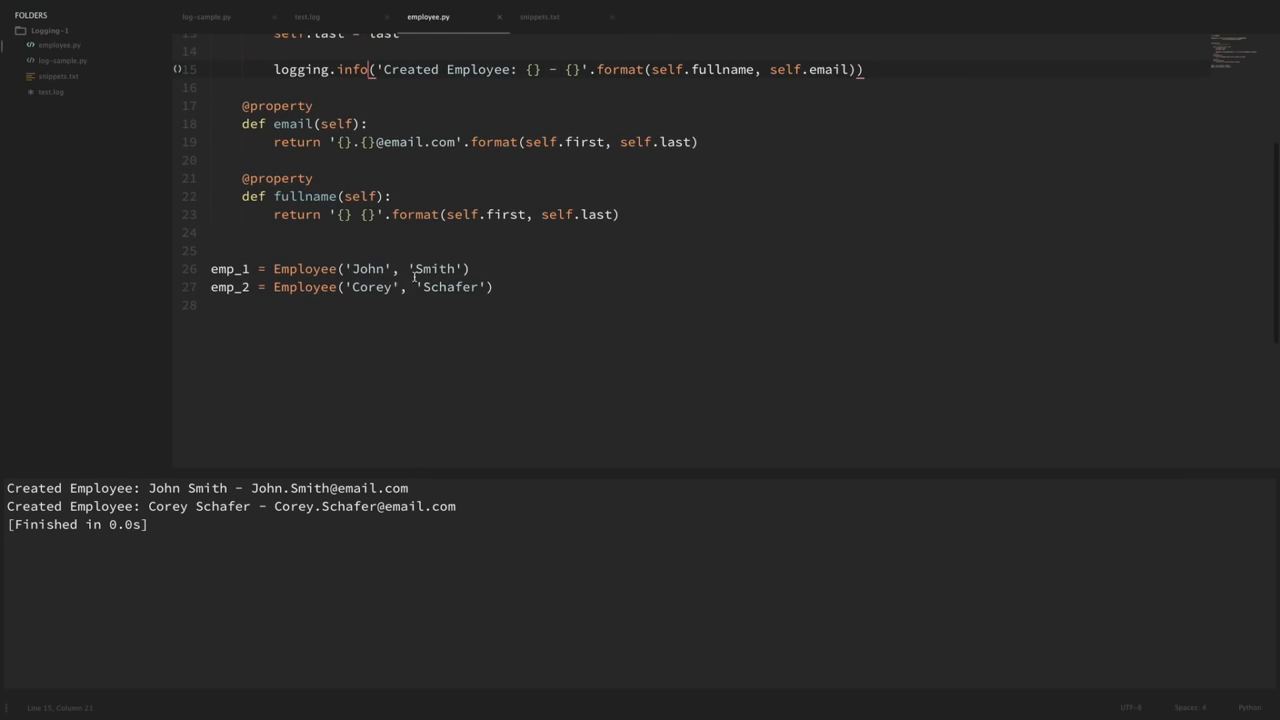 FOLDERS
Logging-1
employee.py
log-sample.py
snippets.txt
test.log
log-sample.py × test.log × employee.py × snippets.txt ×
13 self.last = last
14
15 logging.info('Created Employee: {} - {}'.format(self.fullname, self.email))
16
17 @property
18 def email(self):
19 return '{}.{}@email.com'.format(self.first, self.last)
20
21 @property
22 def fullname(self):
23 return '{} {}'.format(self.first, self.last)
24
25
26 emp_1 = Employee('John', 'Smith')
27 emp_2 = Employee('Corey', 'Schafer')
28
Created Employee: John Smith - John.Smith@email.com
Created Employee: Corey Schafer - Corey.Schafer@email.com
[Finished in 0.0s]
Line 15, Column 21 UTF-8 Spaces: 4 Python